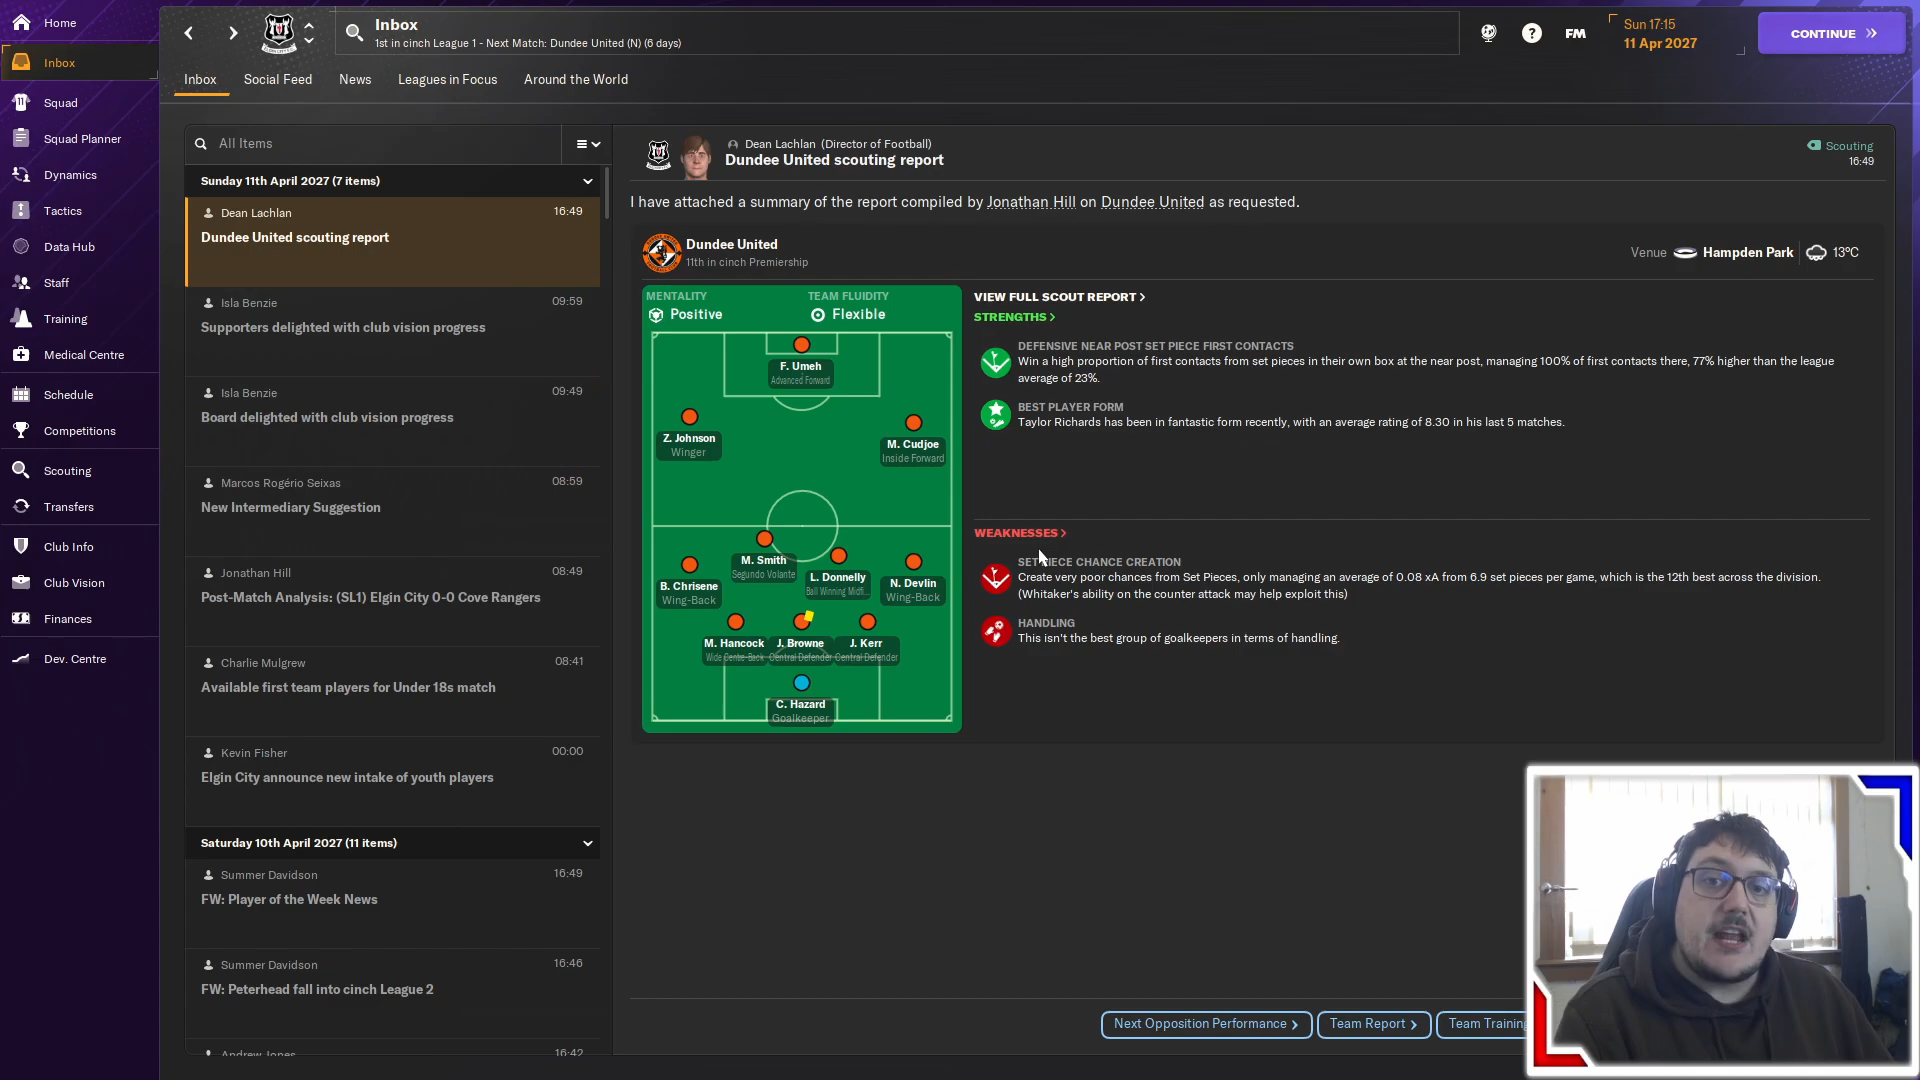 Home
Inbox
Squad
Squad Planner
Dynamics
Tactics
Data Hub
Staff
Training
Medical Centre
Schedule
Competitions
Scouting
Transfers
Club Info
Club Vision
Finances
Dev. Centre
Inbox
1st in cinch League 1 - Next Match: Dundee United (N) (6 days)
FM
Sun 17:15
11 Apr 2027
CONTINUE
Inbox
Social Feed
News
Leagues in Focus
Around the World
All Items
Sunday 11th April 2027 (7 items)
Dean Lachlan
16:49
Dundee United scouting report
Isla Benzie
09:59
Supporters delighted with club vision progress
Isla Benzie
09:49
Board delighted with club vision progress
Marcos Rogério Seixas
08:59
New Intermediary Suggestion
Jonathan Hill
08:49
Post-Match Analysis: (SL1) Elgin City 0-0 Cove Rangers
Charlie Mulgrew
08:41
Available first team players for Under 18s match
Kevin Fisher
00:00
Elgin City announce new intake of youth players
Saturday 10th April 2027 (11 items)
Summer Davidson
16:49
FW: Player of the Week News
Summer Davidson
16:46
FW: Peterhead fall into cinch League 2
Andrew Jones
16:42
Dean Lachlan (Director of Football)
Dundee United scouting report
Scouting
16:49
I have attached a summary of the report compiled by Jonathan Hill on Dundee United as requested.
Dundee United
11th in cinch Premiership
Venue
Hampden Park
13°C
MENTALITY
Positive
TEAM FLUIDITY
Flexible
F. Umeh
Advanced Forward
Z. Johnson
Winger
M. Cudjoe
Inside Forward
M. Smith
Segundo Volante
L. Donnelly
Ball Winning Midfi...
B. Chrisene
Wing-Back
N. Devlin
Wing-Back
M. Hancock
Wide Centre-Back
J. Browne
Central Defender
J. Kerr
Central Defender
C. Hazard
Goalkeeper
VIEW FULL SCOUT REPORT
STRENGTHS
DEFENSIVE NEAR POST SET PIECE FIRST CONTACTS
Win a high proportion of first contacts from set pieces in their own box at the near post, managing 100% of first contacts there, 77% higher than the league
average of 23%.
BEST PLAYER FORM
Taylor Richards has been in fantastic form recently, with an average rating of 8.30 in his last 5 matches.
WEAKNESSES
SET PIECE CHANCE CREATION
Create very poor chances from Set Pieces, only managing an average of 0.08 xA from 6.9 set pieces per game, which is the 12th best across the division.
(Whitaker's ability on the counter attack may help exploit this)
HANDLING
This isn't the best group of goalkeepers in terms of handling.
Next Opposition Performance
Team Report
Team Training